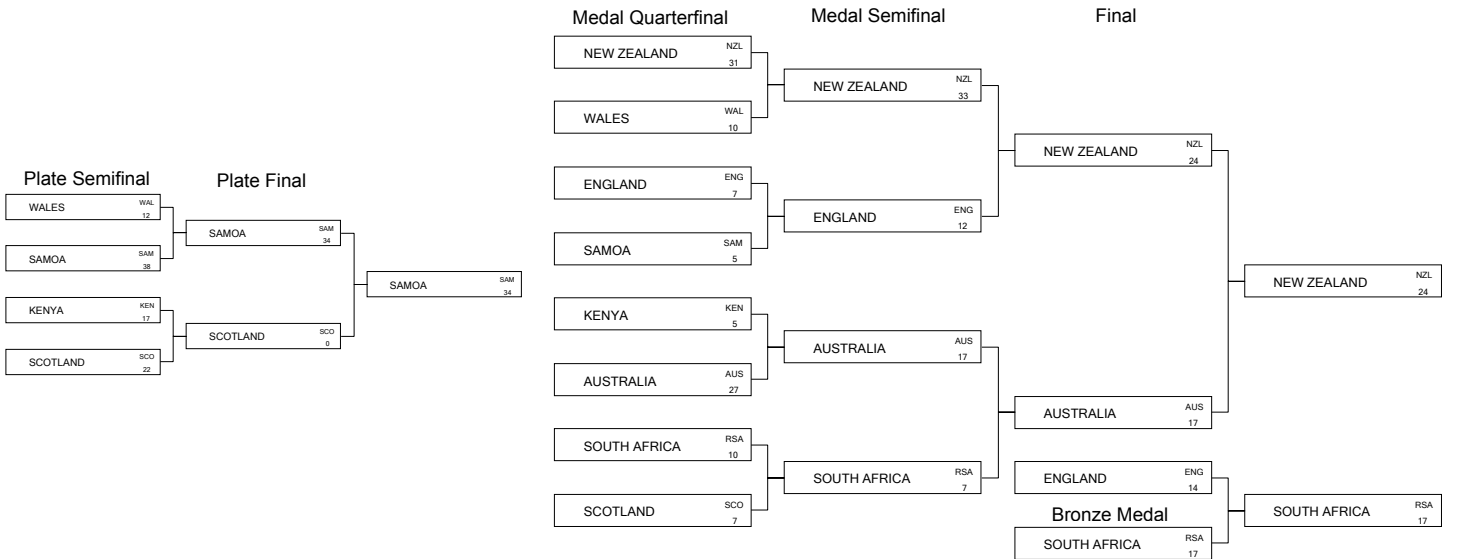 Plate Semifinal
WALES WAL
12
SAMOA SAM
38
KENYA KEN
17
SCOTLAND SCO
22
Plate Final
SAMOA SAM
34
SCOTLAND SCO
0
SAMOA SAM
34
Medal Quarterfinal
NEW ZEALAND NZL
31
WALES WAL
10
ENGLAND ENG
7
SAMOA SAM
5
KENYA KEN
5
AUSTRALIA AUS
27
SOUTH AFRICA RSA
10
SCOTLAND SCO
7
Medal Semifinal
NEW ZEALAND NZL
33
ENGLAND ENG
12
AUSTRALIA AUS
17
SOUTH AFRICA RSA
7
Final
NEW ZEALAND NZL
24
AUSTRALIA AUS
17
NEW ZEALAND NZL
24
ENGLAND ENG
14
Bronze Medal
SOUTH AFRICA RSA
17
SOUTH AFRICA RSA
17